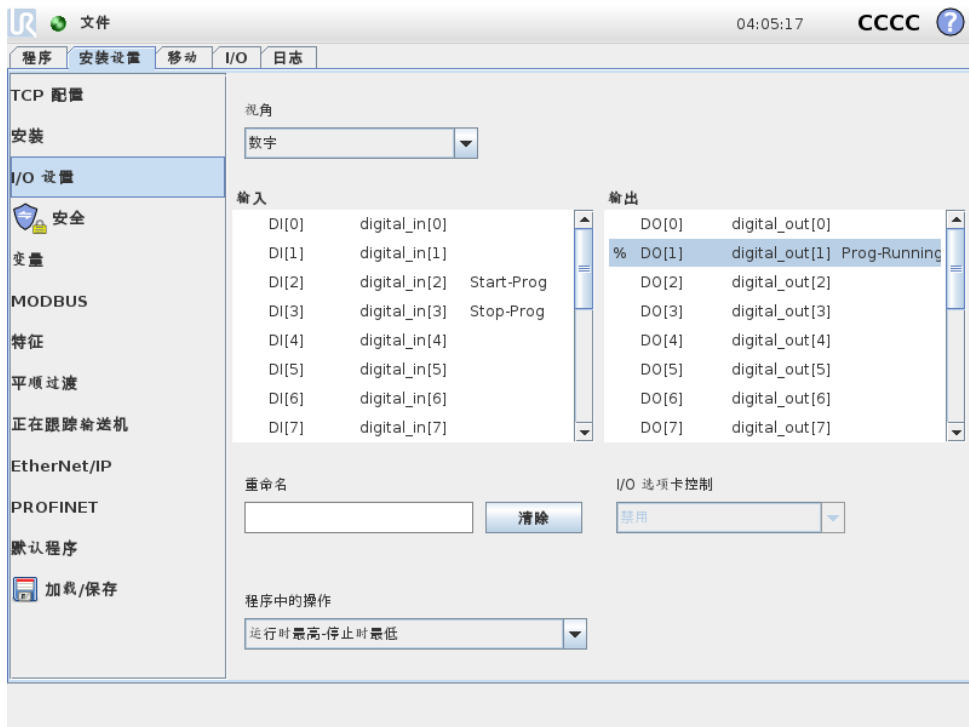 UR 文件 04:05:17 CCCC ?
程序 安装设置 移动 I/O 日志
TCP 配置
安装
I/O 设置
安全
变量
MODBUS
特征
平顺过渡
正在跟踪输送机
EtherNet/IP
PROFINET
默认程序
加载/保存
视角
数字
输入
DI[0] digital_in[0]
DI[1] digital_in[1]
DI[2] digital_in[2] Start-Prog
DI[3] digital_in[3] Stop-Prog
DI[4] digital_in[4]
DI[5] digital_in[5]
DI[6] digital_in[6]
DI[7] digital_in[7]
输出
DO[0] digital_out[0]
% DO[1] digital_out[1] Prog-Running
DO[2] digital_out[2]
DO[3] digital_out[3]
DO[4] digital_out[4]
DO[5] digital_out[5]
DO[6] digital_out[6]
DO[7] digital_out[7]
重命名
清除
I/O 选项卡控制
禁用
程序中的操作
运行时最高-停止时最低